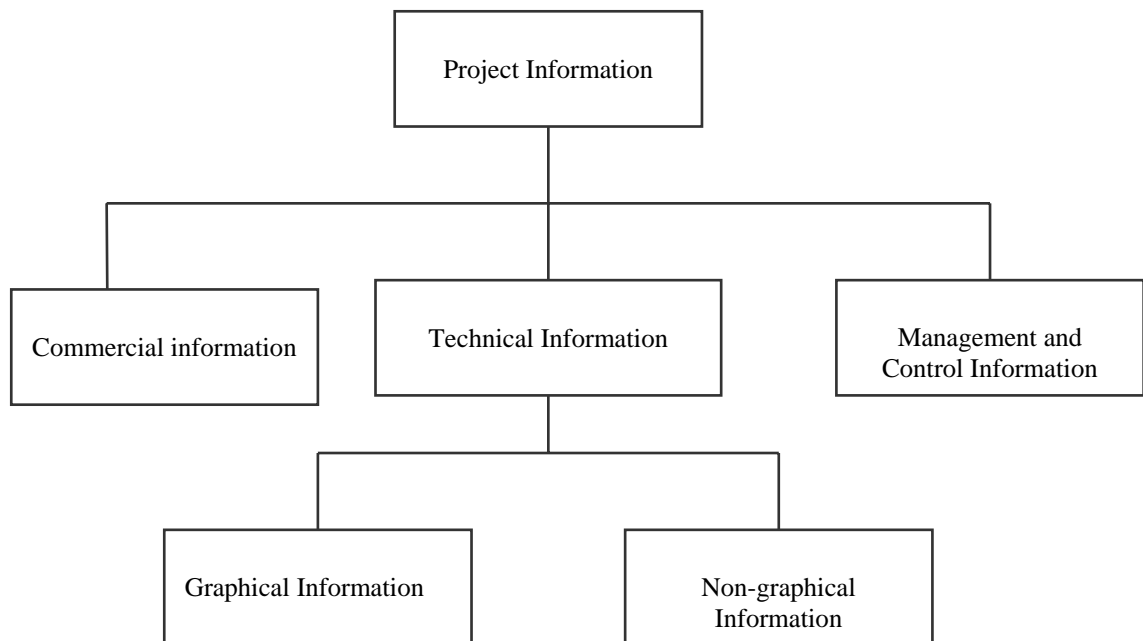 Project Information
Commercial information
Technical Information
Management and
Control Information
Graphical Information
Non-graphical
Information